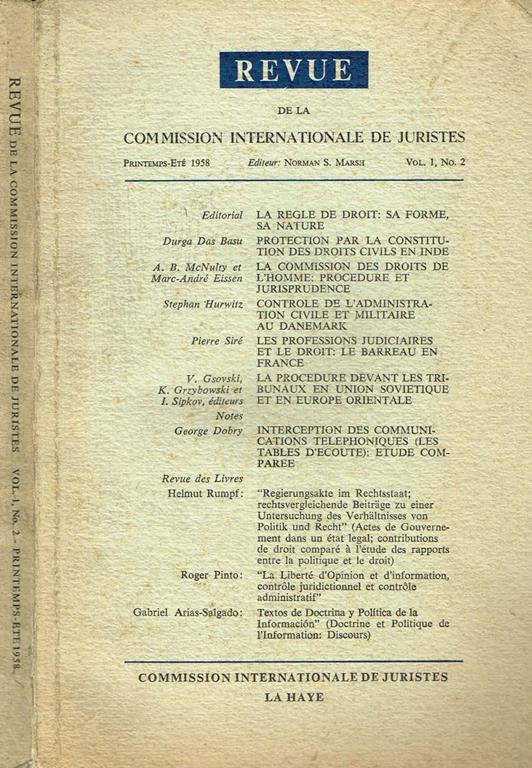 REVUE DE LA COMMISSION INTERNATIONALE DE JURISTES VOL. 1, No. 2 - PRINTEMPS-ETE 1958.
REVUE
DE LA
COMMISSION INTERNATIONALE DE JURISTES
PRINTEMPS-ETÉ 1958 Editeur: NORMAN S. MARSH VOL. 1, NO. 2
Editorial LA REGLE DE DROIT: SA FORME,
SA NATURE
Durga Das Basu PROTECTION PAR LA CONSTITU-
TION DES DROITS CIVILS EN INDE
A. B. McNulty et LA COMMISSION DES DROITS DE
Marc-André Eissen L'HOMME: PROCEDURE ET
JURISPRUDENCE
Stephan Hurwitz CONTROLE DE L'ADMINISTRA-
TION CIVILE ET MILITAIRE
AU DANEMARK
Pierre Siré LES PROFESSIONS JUDICIAIRES
ET LE DROIT: LE BARREAU EN
FRANCE
V. Gsovski, LA PROCEDURE DEVANT LES TRI-
K. Grzybowski et BUNAUX EN UNION SOVIETIQUE
I. Sipkov, éditeurs ET EN EUROPE ORIENTALE
Notes
George Dobry INTERCEPTION DES COMMUNI-
CATIONS TELEPHONIQUES (LES
TABLES D'ECOUTE): ETUDE COM-
PAREE
Revue des Livres
Helmut Rumpf: "Regierungsakte im Rechtsstaat;
rechtsvergleichende Beiträge zu einer
Untersuchung des Verhältnisses von
Politik und Recht" (Actes de Gouverne-
ment dans un état legal; contributions
de droit comparé à l'étude des rapports
entre la politique et le droit)
Roger Pinto: "La Liberté d'Opinion et d'information,
contrôle juridictionnel et contrôle
administratif"
Gabriel Arias-Salgado: Textos de Doctrina y Política de la
Información" (Doctrine et Politique de
l'Information: Discours)
COMMISSION INTERNATIONALE DE JURISTES
LA HAYE